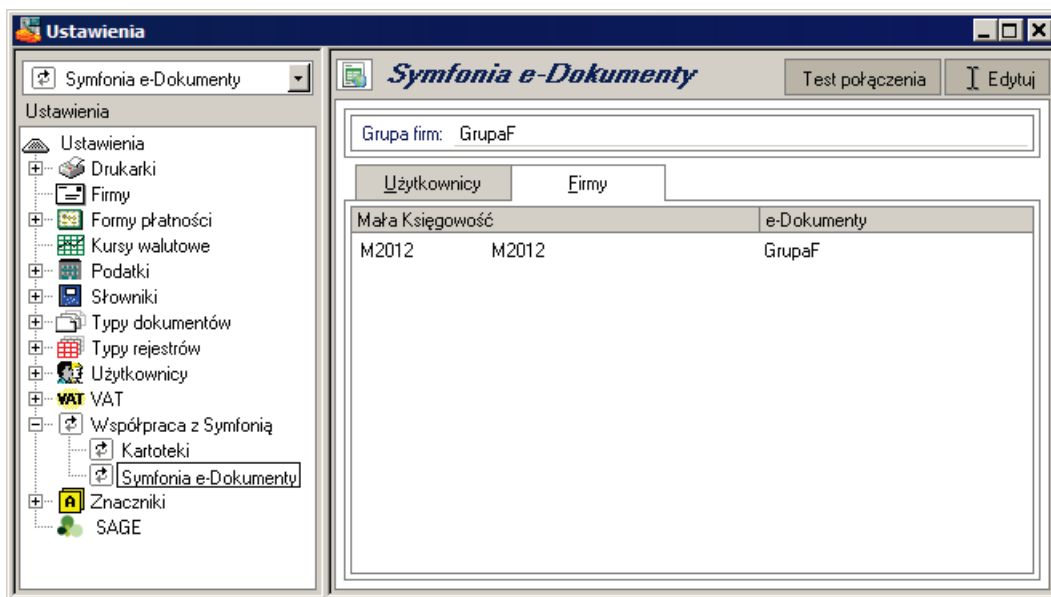 Ustawienia
Symfonia e-Dokumenty
Ustawienia
Ustawienia
Drukarki
Firmy
Formy płatności
Kursy walutowe
Podatki
Słowniki
Typy dokumentów
Typy rejestrów
Użytkownicy
VAT VAT
Współpraca z Symfonią
Kartoteki
Symfonia e-Dokumenty
A Znaczniki
SAGE
Symfonia e-Dokumenty Test połączenia Edytuj
Grupa firm: GrupaF
Użytkownicy Firmy
Mała Księgowość e-Dokumenty
M2012 M2012 GrupaF